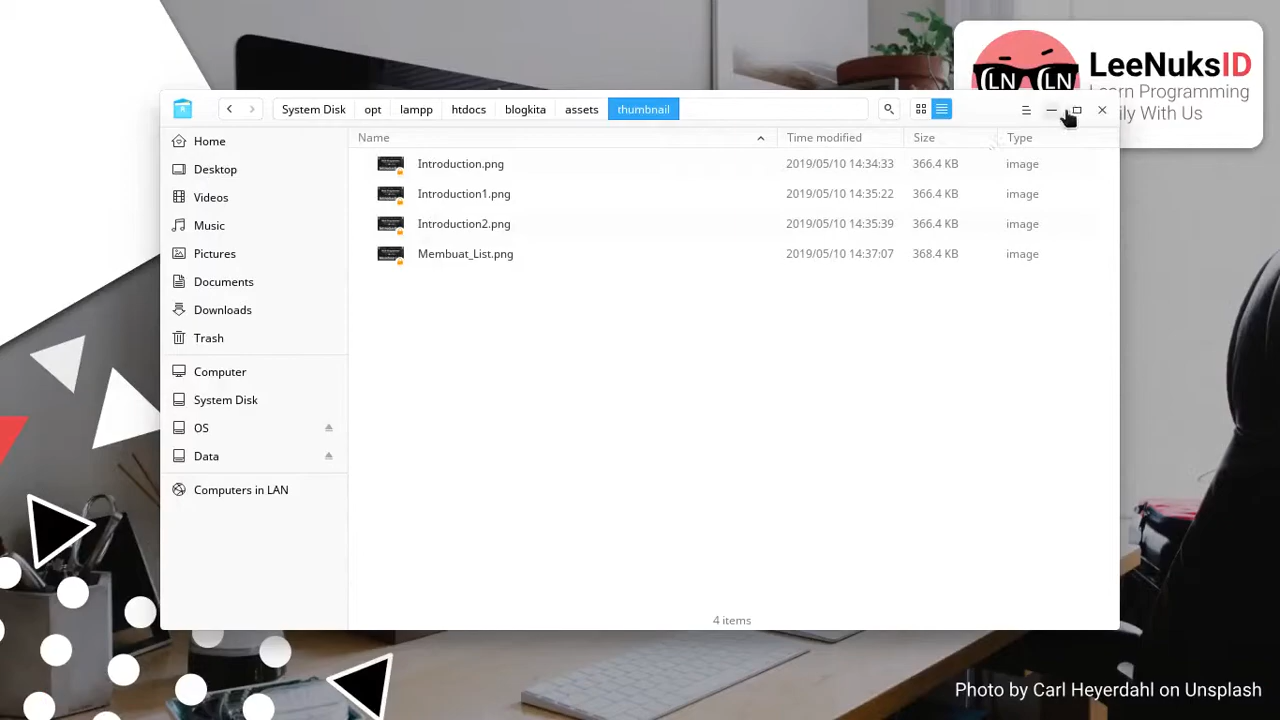 LN LN
LeeNuksID
Learn Programming
ily With Us
System Disk opt lampp htdocs blogkita assets thumbnail
Name Time modified Size Type
Home
Desktop
Videos
Music
Pictures
Documents
Downloads
Trash
Computer
System Disk
OS
Data
Computers in LAN
Introduction.png 2019/05/10 14:34:33 366.4 KB image
Introduction1.png 2019/05/10 14:35:22 366.4 KB image
Introduction2.png 2019/05/10 14:35:39 366.4 KB image
Membuat_List.png 2019/05/10 14:37:07 368.4 KB image
4 items
Photo by Carl Heyerdahl on Unsplash